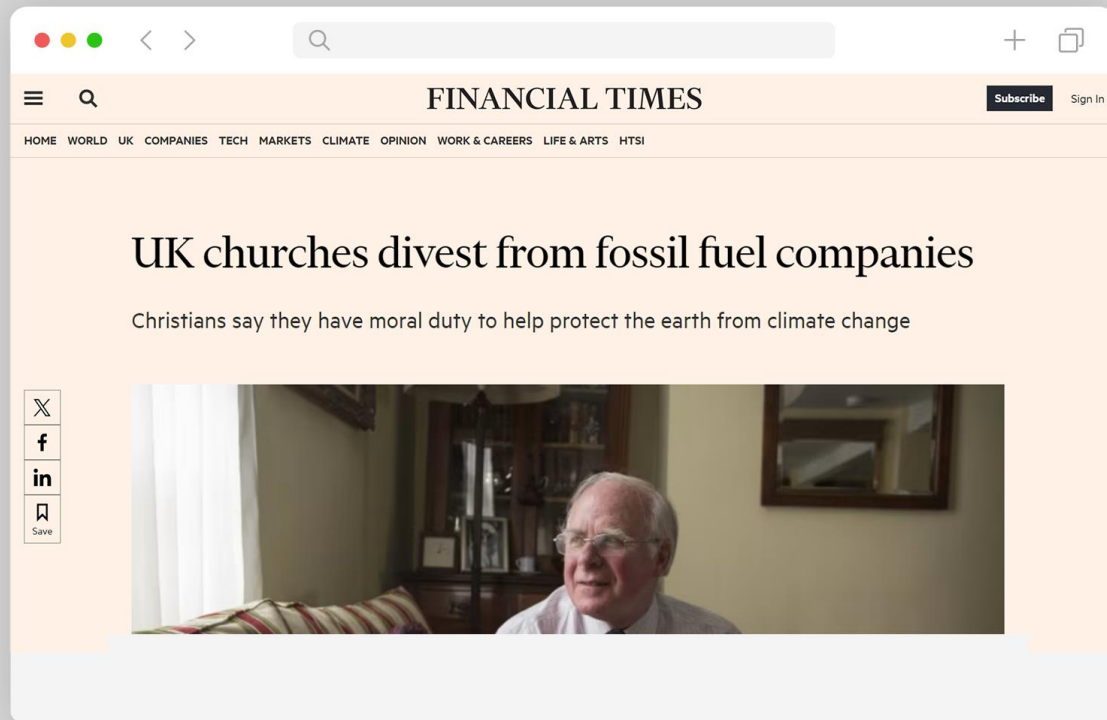 FINANCIAL TIMES
Subscribe
Sign In
HOME WORLD UK COMPANIES TECH MARKETS CLIMATE OPINION WORK & CAREERS LIFE & ARTS HTSI
UK churches divest from fossil fuel companies
Christians say they have moral duty to help protect the earth from climate change
X
f
in
Save